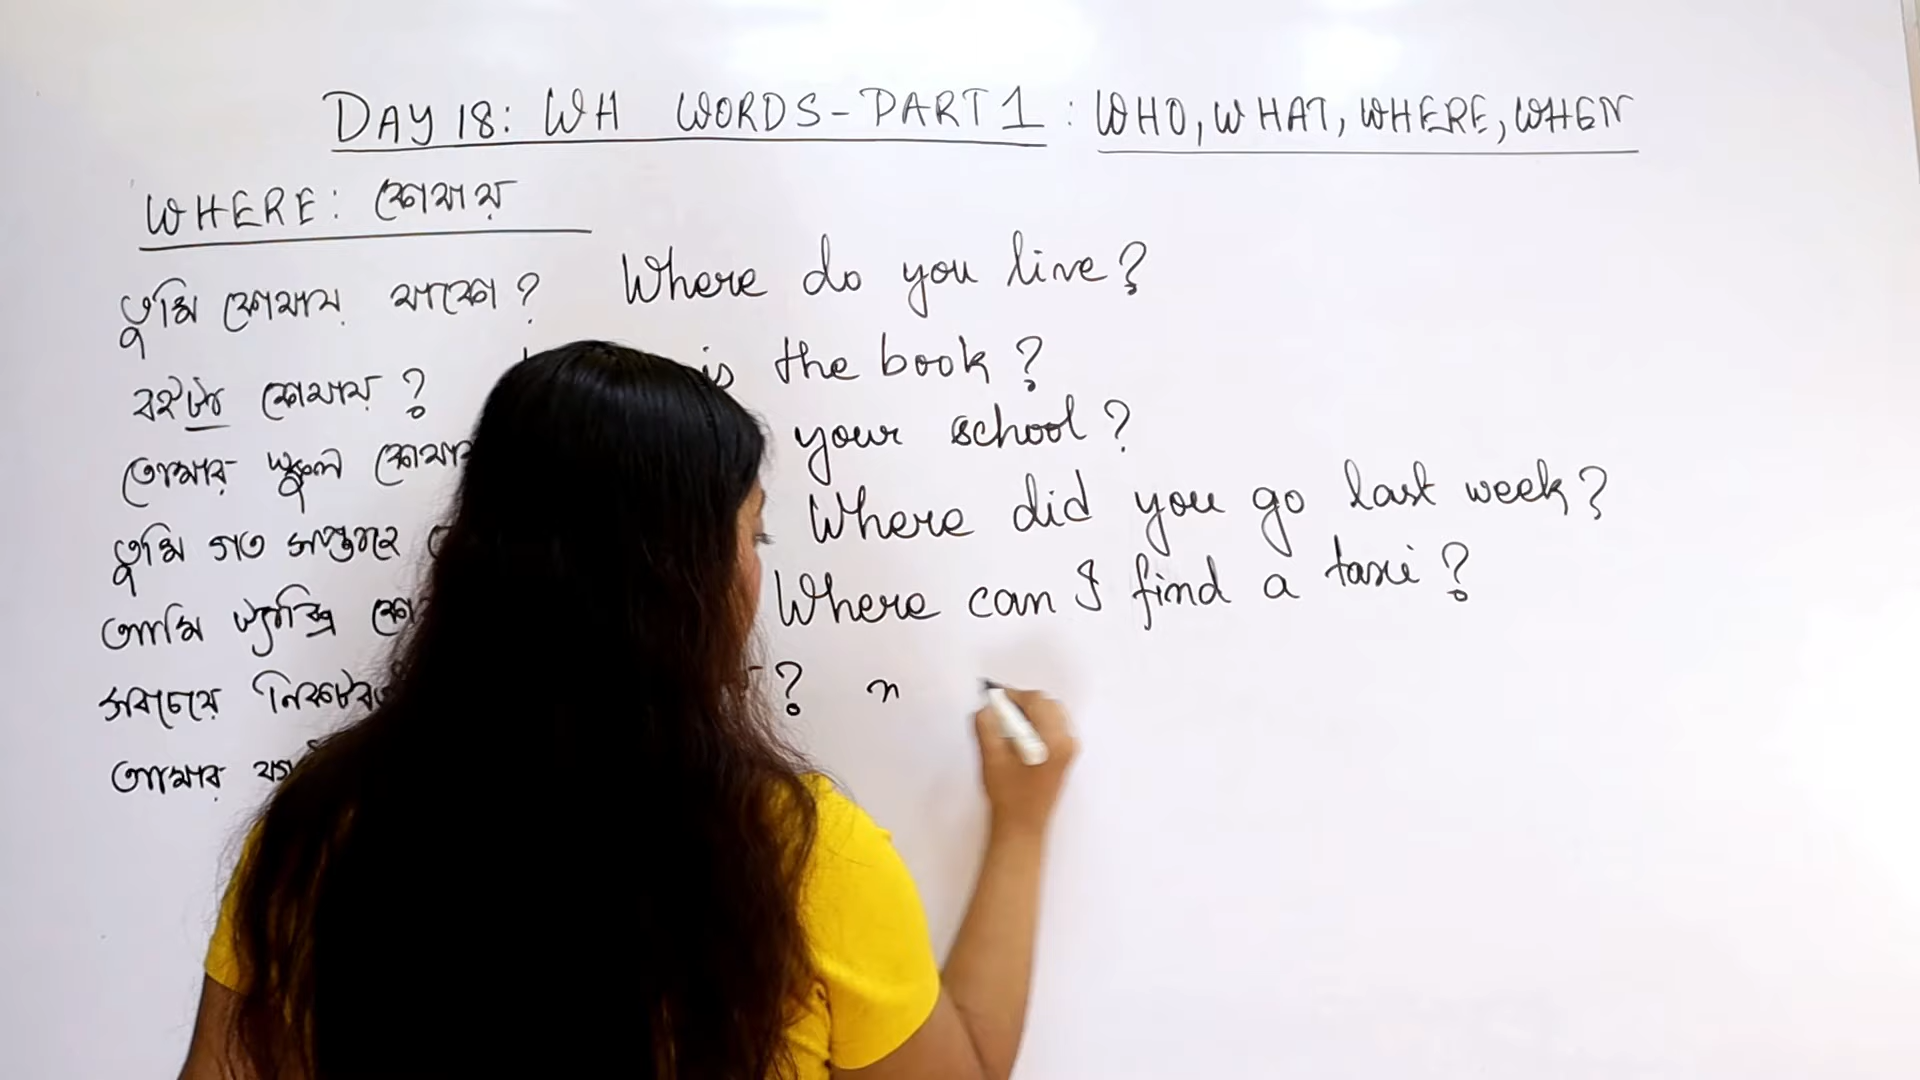 DAY 18: WH WORDS - PART 1 : WHO, WHAT, WHERE, WHEN
WHERE: কোথায়
তুমি কোথায় থাকো? Where do you live?
বইটা কোথায়? is the book?
তোমার স্কুল your school?
তুমি গত সপ্তাহে Where did you go last week?
আমি ট্যাক্সি Where can I find a taxi?
সবচেয়ে ? n
আমার